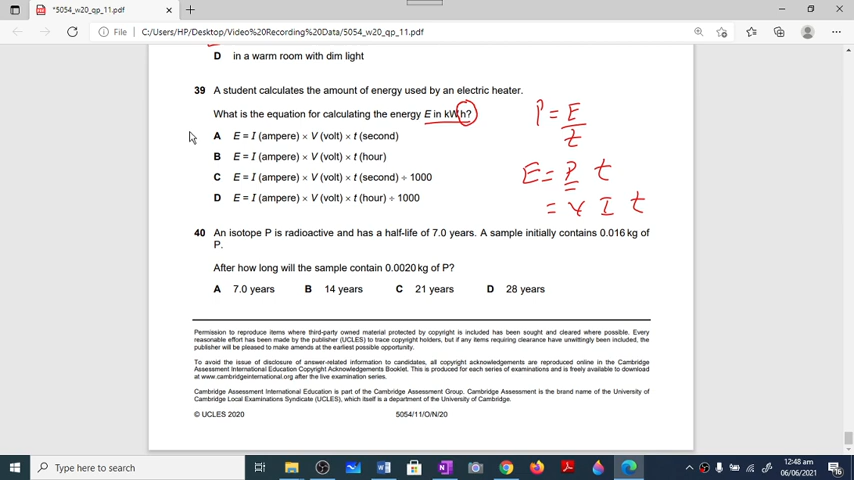 *5054_w20_qp_11.pdf
File C:/Users/HP/Desktop/Video%20Recording%20Data/5054_w20_qp_11.pdf
D in a warm room with dim light
39 A student calculates the amount of energy used by an electric heater.
What is the equation for calculating the energy E in kWh?
A E = I (ampere) × V (volt) × t (second)
B E = I (ampere) × V (volt) × t (hour)
C E = I (ampere) × V (volt) × t (second) ÷ 1000
D E = I (ampere) × V (volt) × t (hour) ÷ 1000
P = E
t
E = P t
= V I t
40 An isotope P is radioactive and has a half-life of 7.0 years. A sample initially contains 0.016 kg of
P.
After how long will the sample contain 0.0020 kg of P?
A 7.0 years B 14 years C 21 years D 28 years
Permission to reproduce items where third-party owned material protected by copyright is included has been sought and cleared where possible. Every
reasonable effort has been made by the publisher (UCLES) to trace copyright holders, but if any items requiring clearance have unwittingly been included, the
publisher will be pleased to make amends at the earliest possible opportunity.
To avoid the issue of disclosure of answer-related information to candidates, all copyright acknowledgements are reproduced online in the Cambridge
Assessment International Education Copyright Acknowledgements Booklet. This is produced for each series of examinations and is freely available to download
at www.cambridgeinternational.org after the live examination series.
Cambridge Assessment International Education is part of the Cambridge Assessment Group. Cambridge Assessment is the brand name of the University of
Cambridge Local Examinations Syndicate (UCLES), which itself is a department of the University of Cambridge.
© UCLES 2020 5054/11/O/N/20
Type here to search
12:48 am
06/06/2021
16